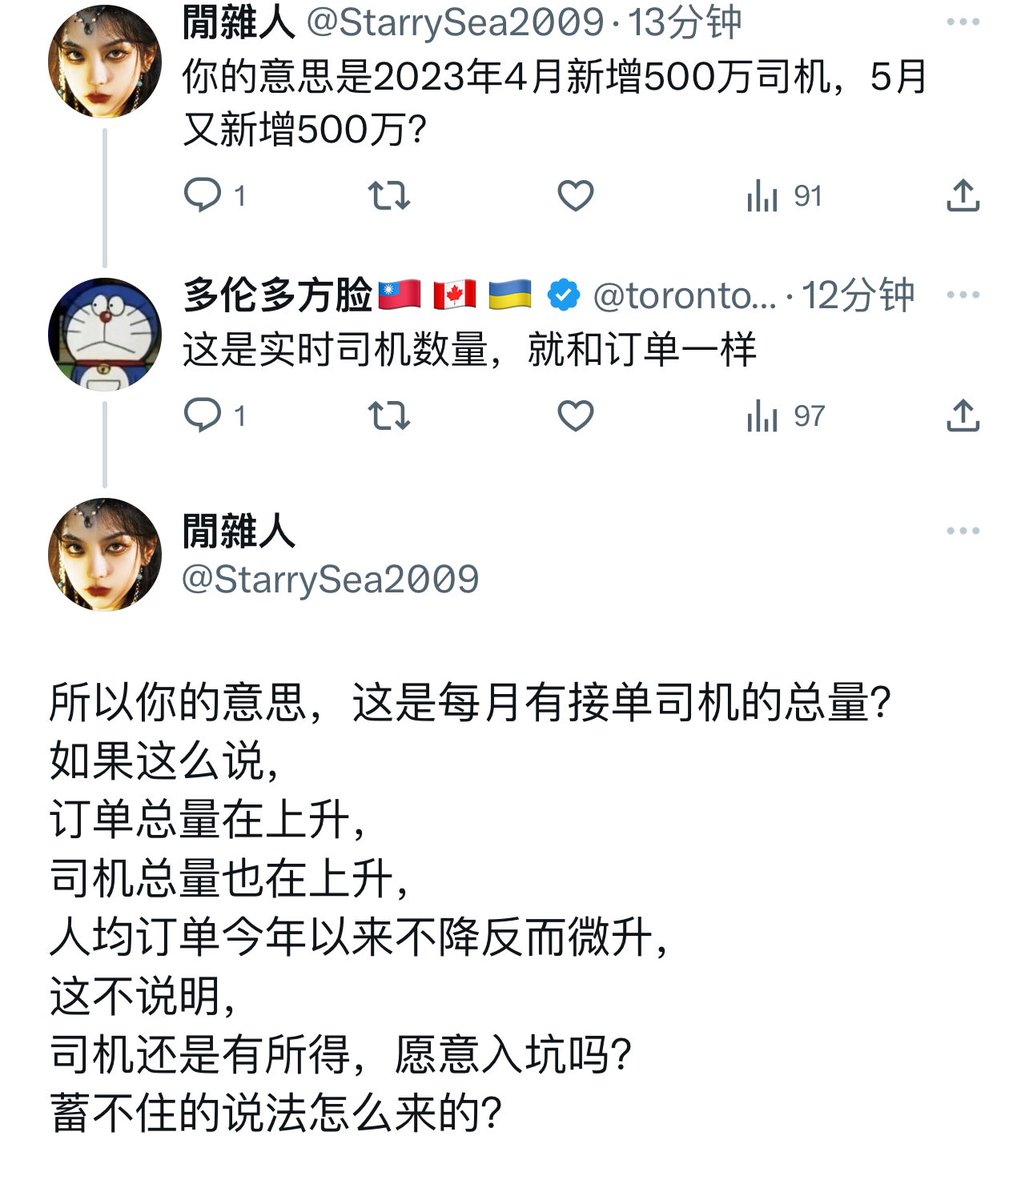 閒雜人 @StarrySea2009·13分钟
你的意思是2023年4月新增500万司机，5月
又新增500万?
1 91
多伦多方脸🇹🇼 🇨🇦 🇺🇦 @toronto...·12分钟
这是实时司机数量，就和订单一样
1 97
閒雜人
@StarrySea2009
所以你的意思，这是每月有接单司机的总量?
如果这么说，
订单总量在上升，
司机总量也在上升，
人均订单今年以来不降反而微升，
这不说明，
司机还是有所得，愿意入坑吗?
蓄不住的说法怎么来的?